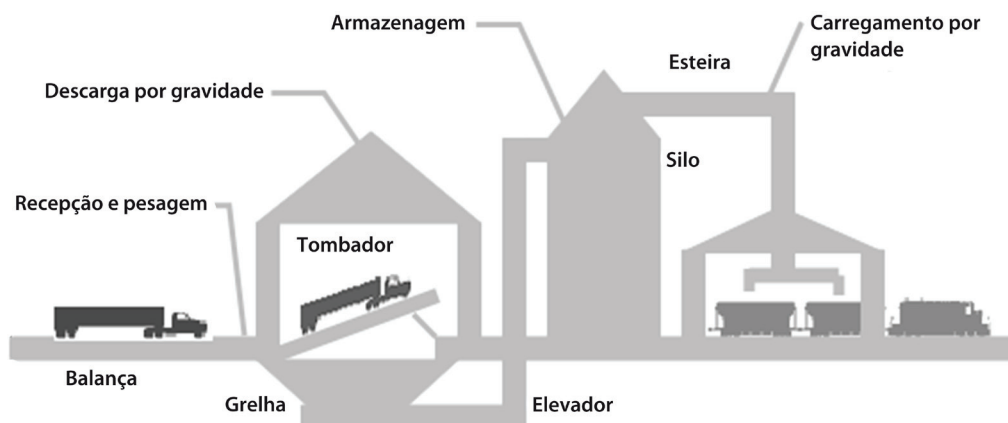 Armazenagem
Carregamento por
gravidade
Esteira
Descarga por gravidade
Silo
Recepção e pesagem
Tombador
Balança
Grelha
Elevador